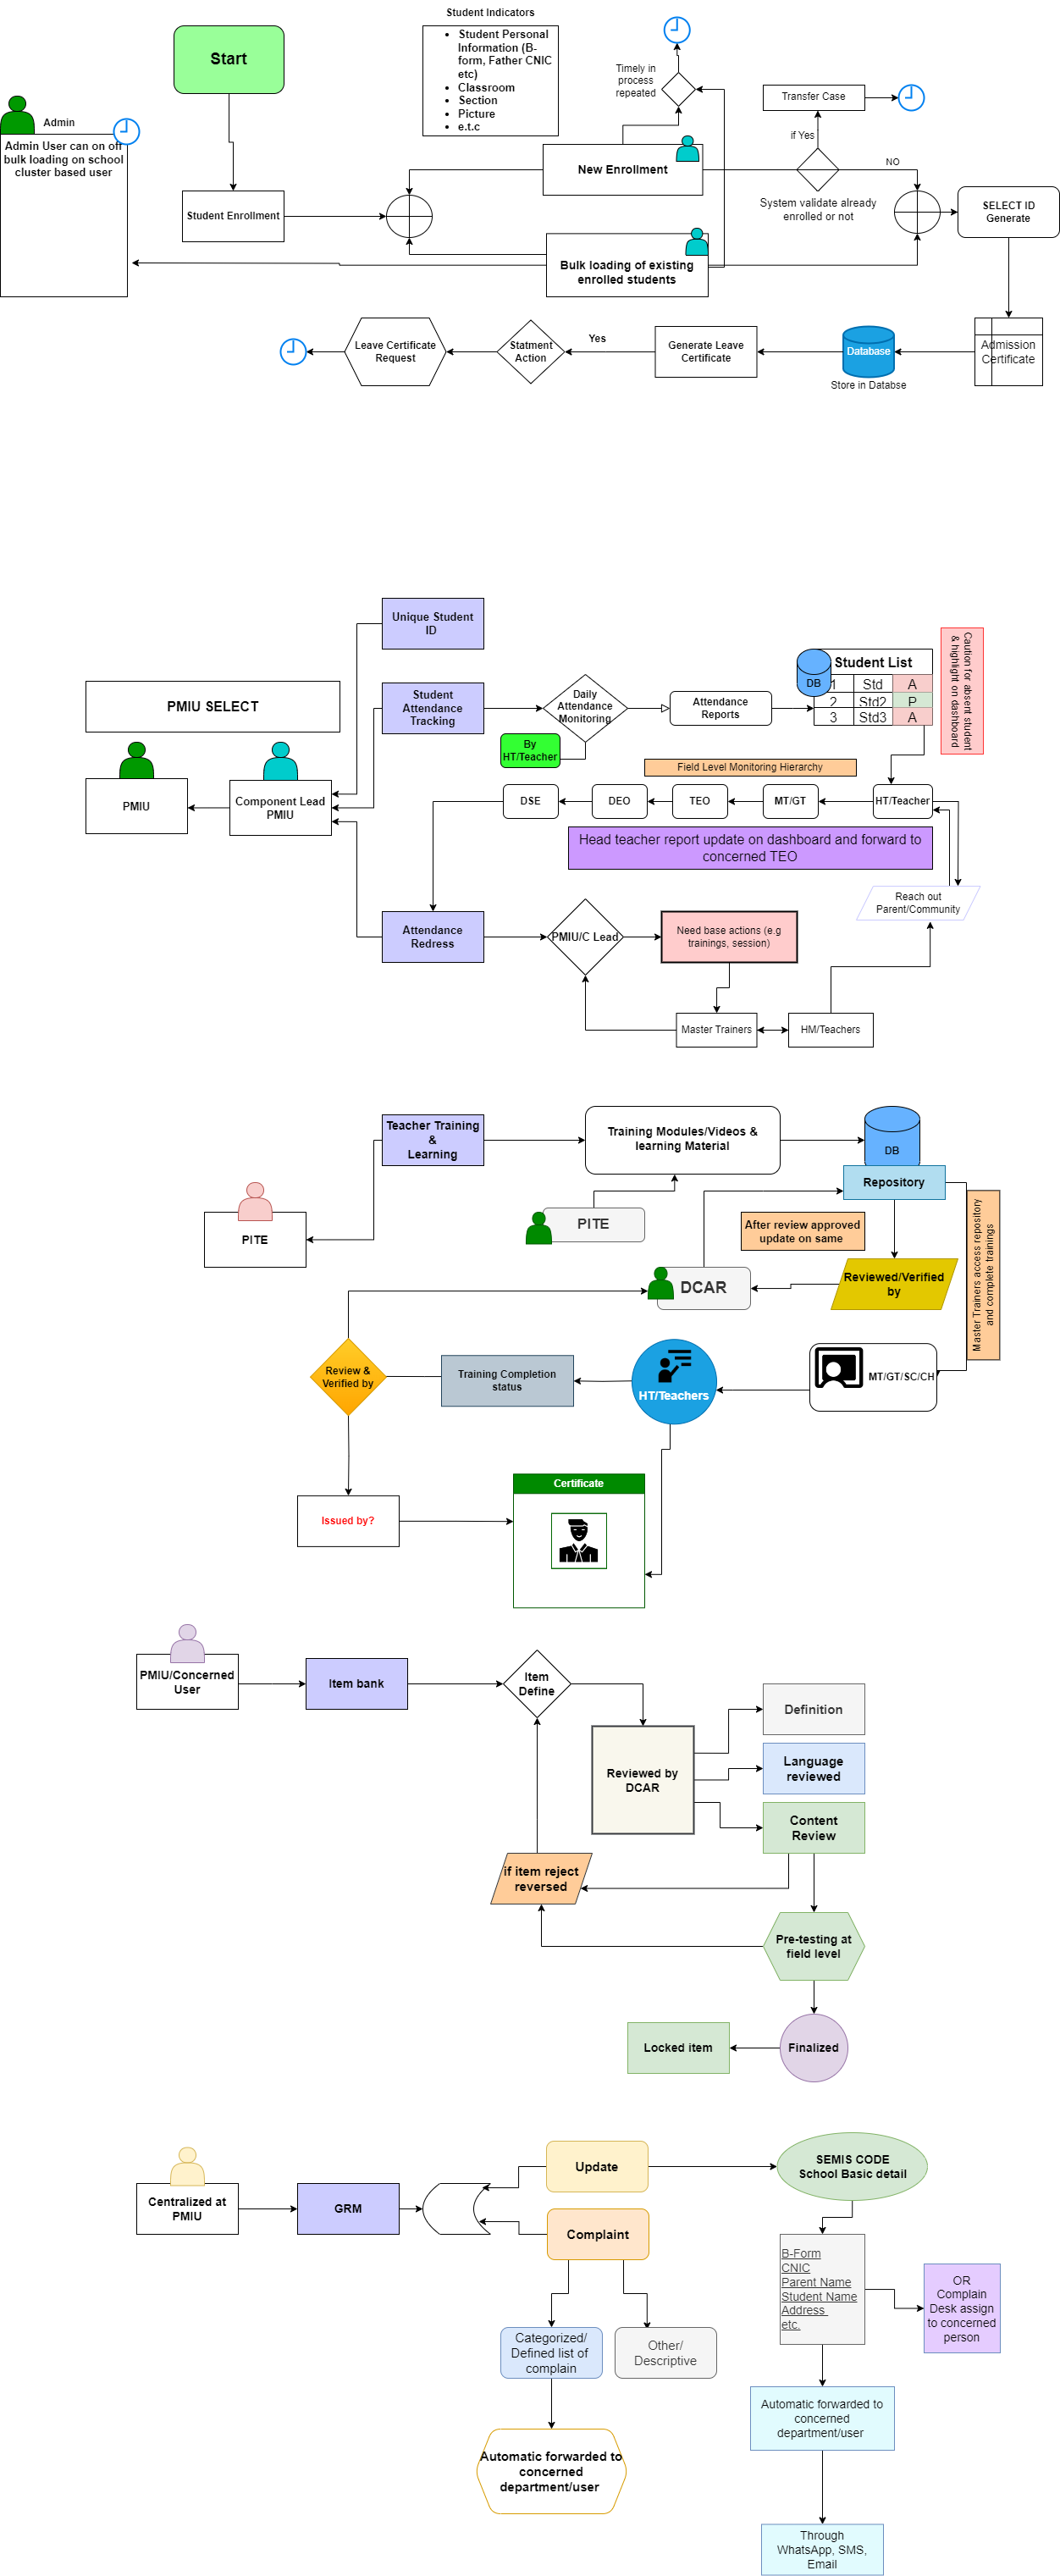 Student Indicators
Student Personal
Information (B-
form, Father CNIC
etc)
Classroom
Section
Picture
e.t.c
Start
Timely in
process
repeated
Transfer Case
if Yes
Admin
Admin User can on off
bulk loading on school
cluster based user
New Enrollment
NO
System validate already
enrolled or not
Student Enrollment
SELECT ID
Generate
Bulk loading of existing
enrolled students
Leave Certificate
Request
Statment
Action
Yes
Generate Leave
Certificate
Database
Store in Databse
Admission
Certificate
Unique Student
ID
PMIU SELECT
Student
Attendance
Tracking
Daily
Attendance
Monitoring
By
HT/Teacher
Attendance
Reports
DB
Student List
1 Std A
2 Std2 P
3 Std3 A
Caution for absent student
& highlight on dashboard
Field Level Monitoring Hierarchy
PMIU
Component Lead
PMIU
DSE
DEO
TEO
MT/GT
HT/Teacher
Head teacher report update on dashboard and forward to
concerned TEO
Reach out
Parent/Community
Attendance
Redress
PMIU/C Lead
Need base actions (e.g
trainings, session)
Master Trainers
HM/Teachers
Teacher Training
&
Learning
Training Modules/Videos &
learning Material
DB
Repository
PITE
PITE
After review approved
update on same
Master Trainers access repository
and complete trainings
DCAR
Reviewed/Verified
by
Review &
Verified by
Training Completion
status
HT/Teachers
MT/GT/SC/CH
Certificate
Issued by?
PMIU/Concerned
User
Item bank
Item
Define
Definition
Reviewed by
DCAR
Language
reviewed
Content
Review
if item reject
reversed
Pre-testing at
field level
Locked item
Finalized
Centralized at
PMIU
GRM
Update
SEMIS CODE
School Basic detail
Complaint
B-Form
CNIC
Parent Name
Student Name
Address
etc.
OR
Complain
Desk assign
to concerned
person
Categorized/
Defined list of
complain
Other/
Descriptive
Automatic forwarded to
concerned
department/user
Automatic forwarded to
concerned
department/user
Through
WhatsApp, SMS,
Email